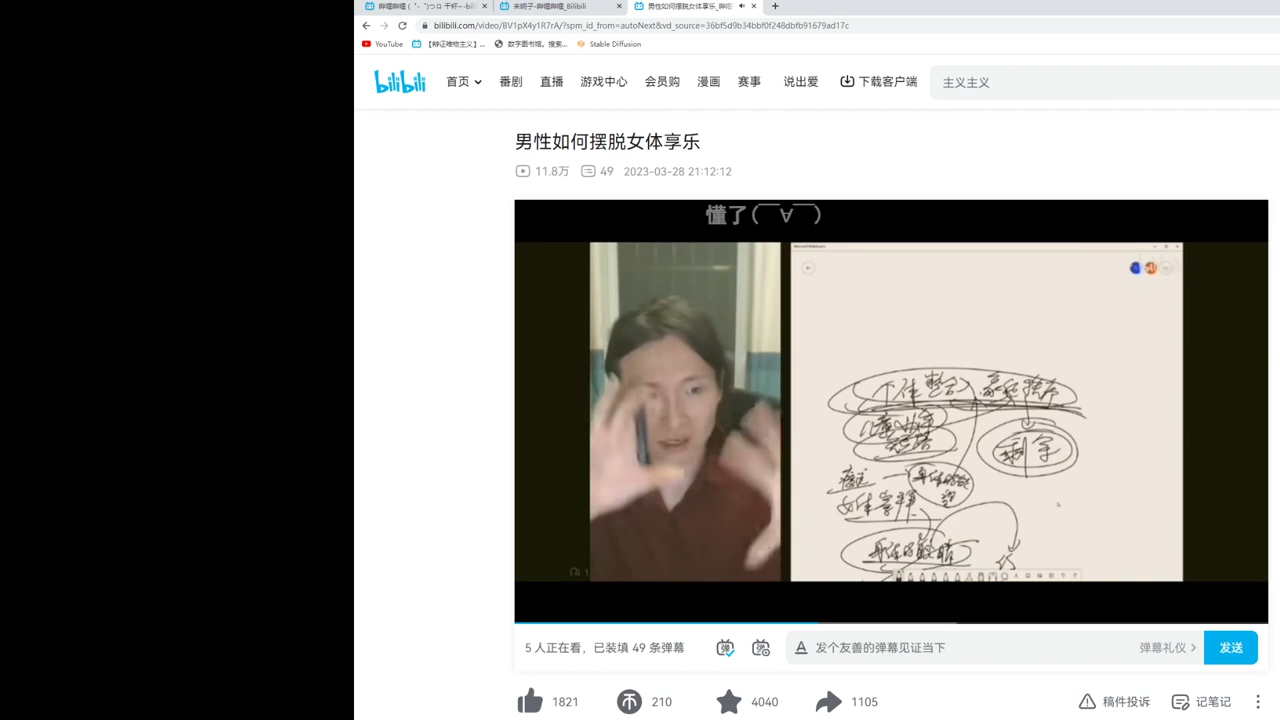 哔哩哔哩 (゜-゜)つロ 干杯~-bili
未明子-哔哩哔哩_Bilibili
男性如何摆脱女体享乐_哔哩
bilibili.com/video/BV1pX4y1R7rA/?spm_id_from=autoNext&vd_source=36bf5d9b34bbf0f248dbfb91679ad17c
YouTube
【辩证唯物主义】...
数字图书馆。搜索...
Stable Diffusion
bilibili
首页 番剧 直播 游戏中心 会员购 漫画 赛事 说出爱 下载客户端
主义主义
男性如何摆脱女体享乐
11.8万 49 2023-03-28 21:12:12
懂了(￣∀￣)
剥享
女体崇拜
5 人正在看，已装填 49 条弹幕
发个友善的弹幕见证当下
弹幕礼仪 >
发送
1821 210 4040 1105
稿件投诉 记笔记